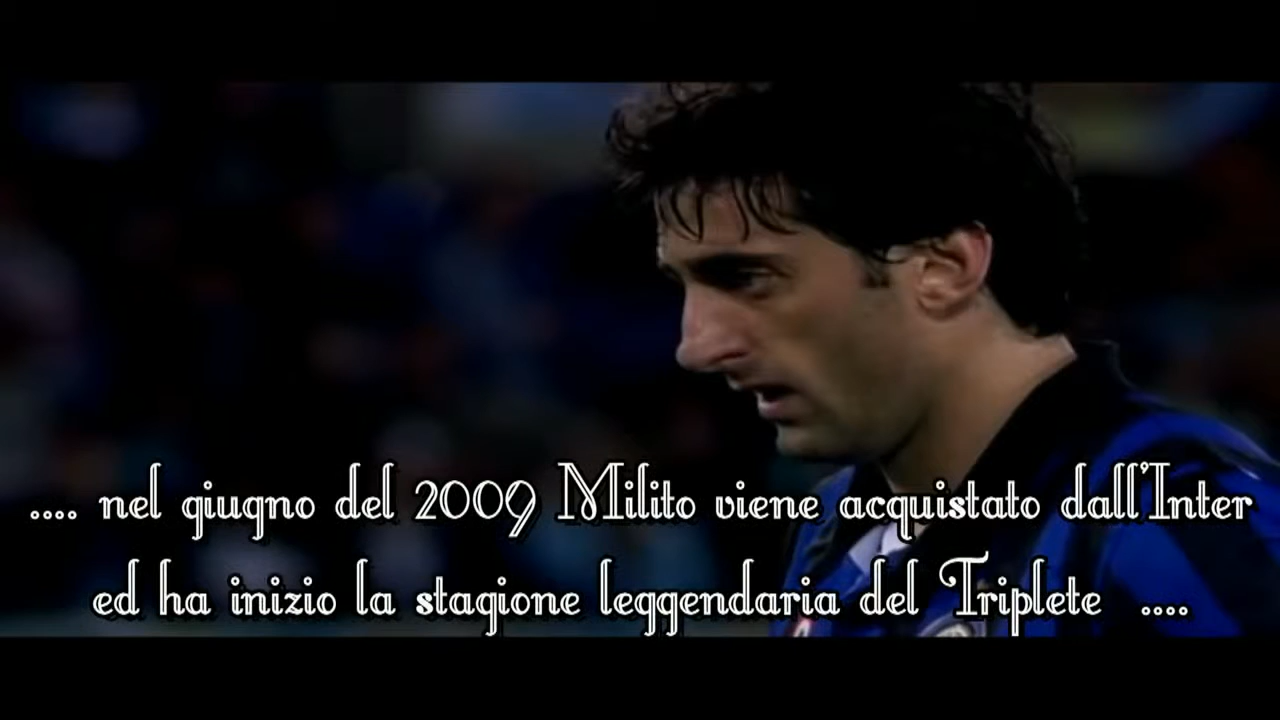 .... nel giugno del 2009 Milito viene acquistato dall'Inter
ed ha inizio la stagione leggendaria del Triplete ....